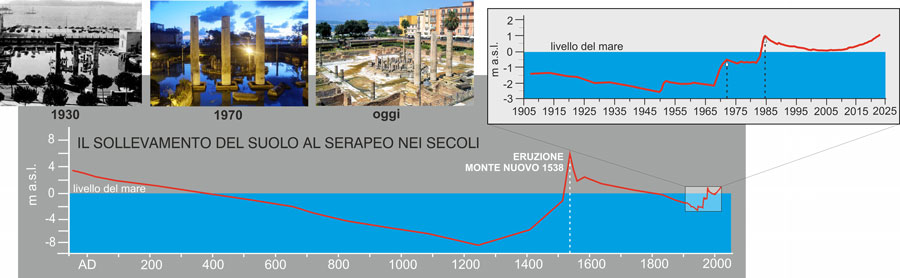 1930
1970
oggi
IL SOLLEVAMENTO DEL SUOLO AL SERAPEO NEI SECOLI
m a.s.l.
8
4
0
-4
-8
livello del mare
ERUZIONE
MONTE NUOVO 1538
AD 200 400 600 800 1000 1200 1400 1600 1800 2000
m a.s.l.
2
1
0
-1
-2
-3
livello del mare
1905 1915 1925 1935 1945 1955 1965 1975 1985 1995 2005 2015 2025